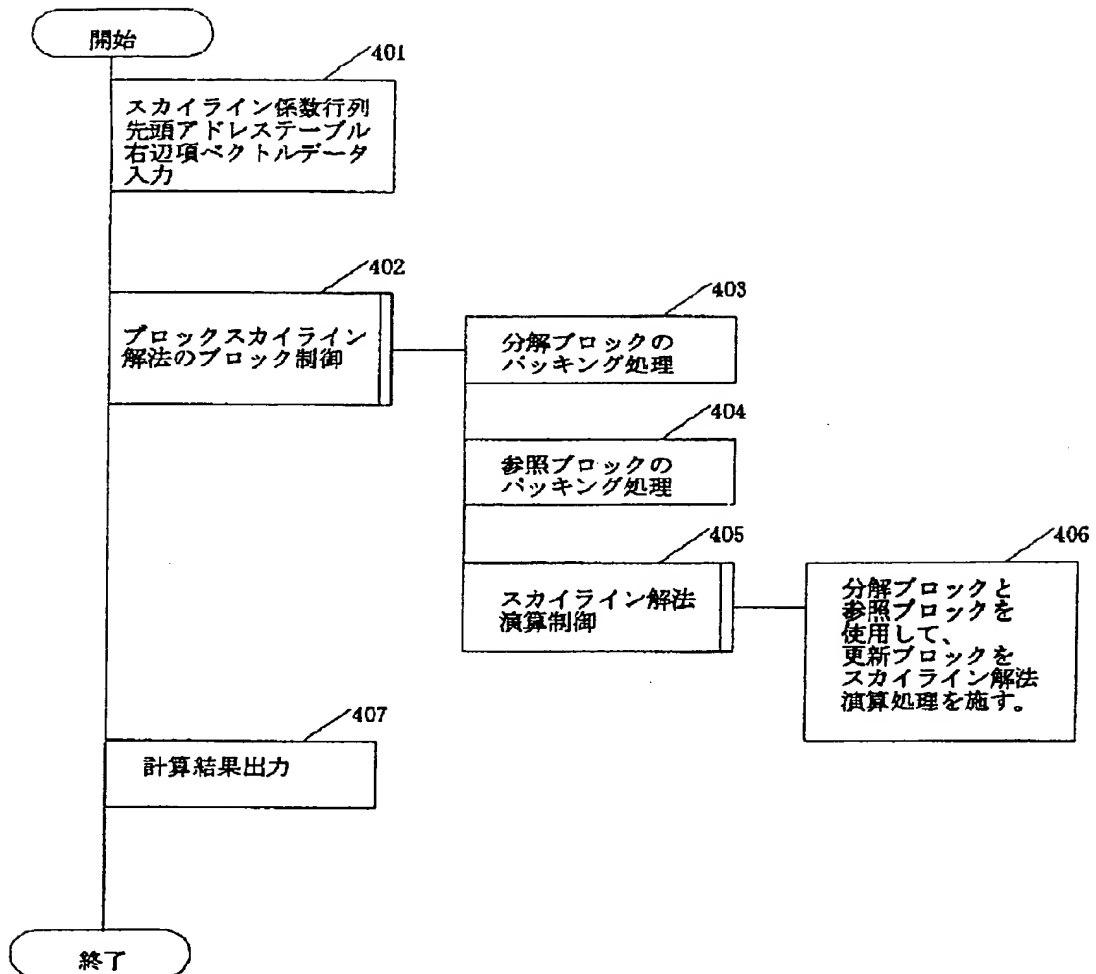 開始
401
スカイライン係数行列
先頭アドレステーブル
右辺項ベクトルデータ
入力
402
ブロックスカイライン
解法のブロック制御
403
分解ブロックの
パッキング処理
404
参照ブロックの
パッキング処理
405
スカイライン解法
演算制御
406
分解ブロックと
参照ブロックを
使用して、
更新ブロックを
スカイライン解法
演算処理を施す。
407
計算結果出力
終了